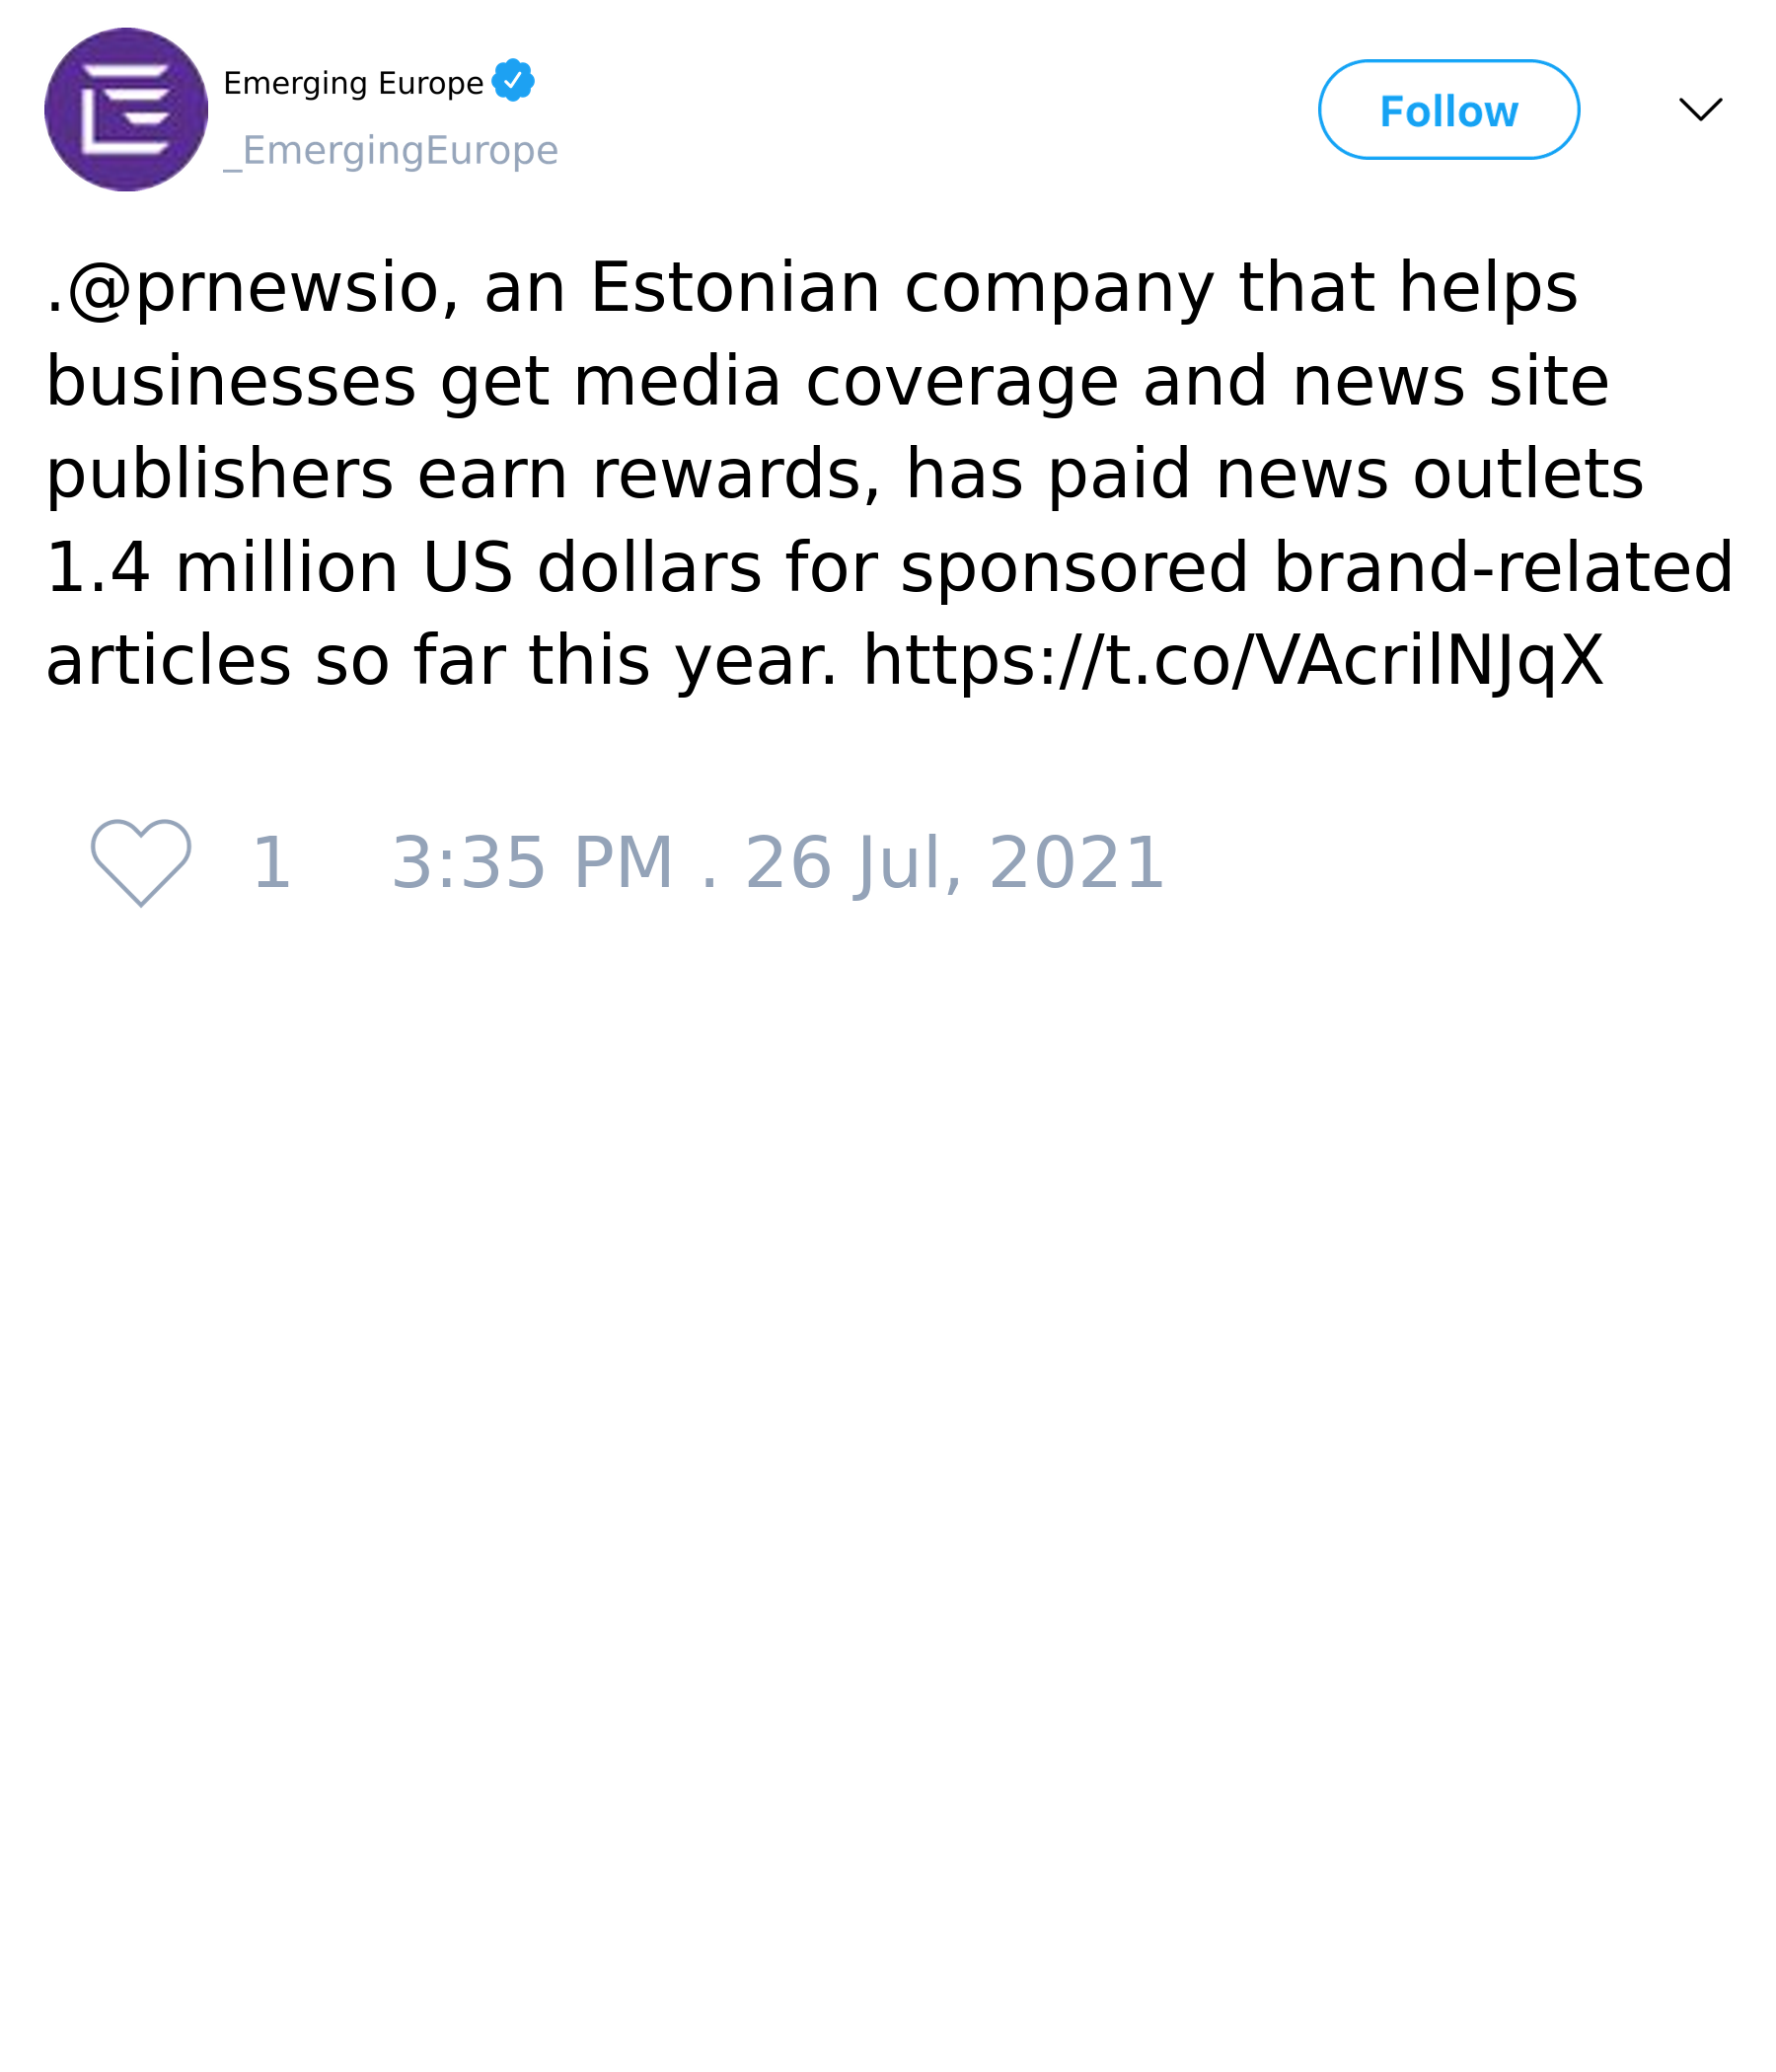 Emerging Europe
_EmergingEurope
Follow
.@prnewsio, an Estonian company that helps
businesses get media coverage and news site
publishers earn rewards, has paid news outlets
1.4 million US dollars for sponsored brand-related
articles so far this year. https://t.co/VAcrilNJqX
1 3:35 PM . 26 Jul, 2021